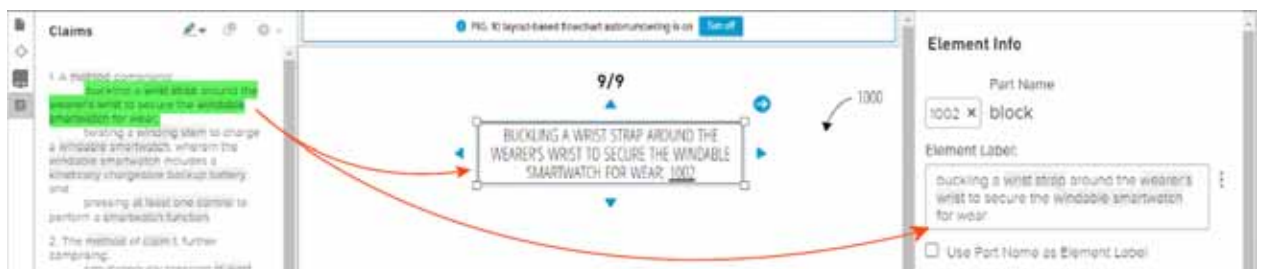 Claims
1. A method comprising:
buckling a wrist strap around the
wearer's wrist to secure the windable
smartwatch for wear;
twisting a winding stem to charge
a windable smartwatch, wherein the
windable smartwatch includes a
kinetically chargeable backup battery;
and
pressing at least one control to
perform a smartwatch function.
2. The method of claim 1, further
comprising:
FIG. 10 layout-based flowchart autonumbering is on
Turn off
9/9
1000
BUCKLING A WRIST STRAP AROUND THE
WEARER'S WRIST TO SECURE THE WINDABLE
SMARTWATCH FOR WEAR; 1002
Element Info
Part Name
1002 × block
Element Label:
buckling a wrist strap around the wearer's
wrist to secure the windable smartwatch
for wear
Use Part Name as Element Label